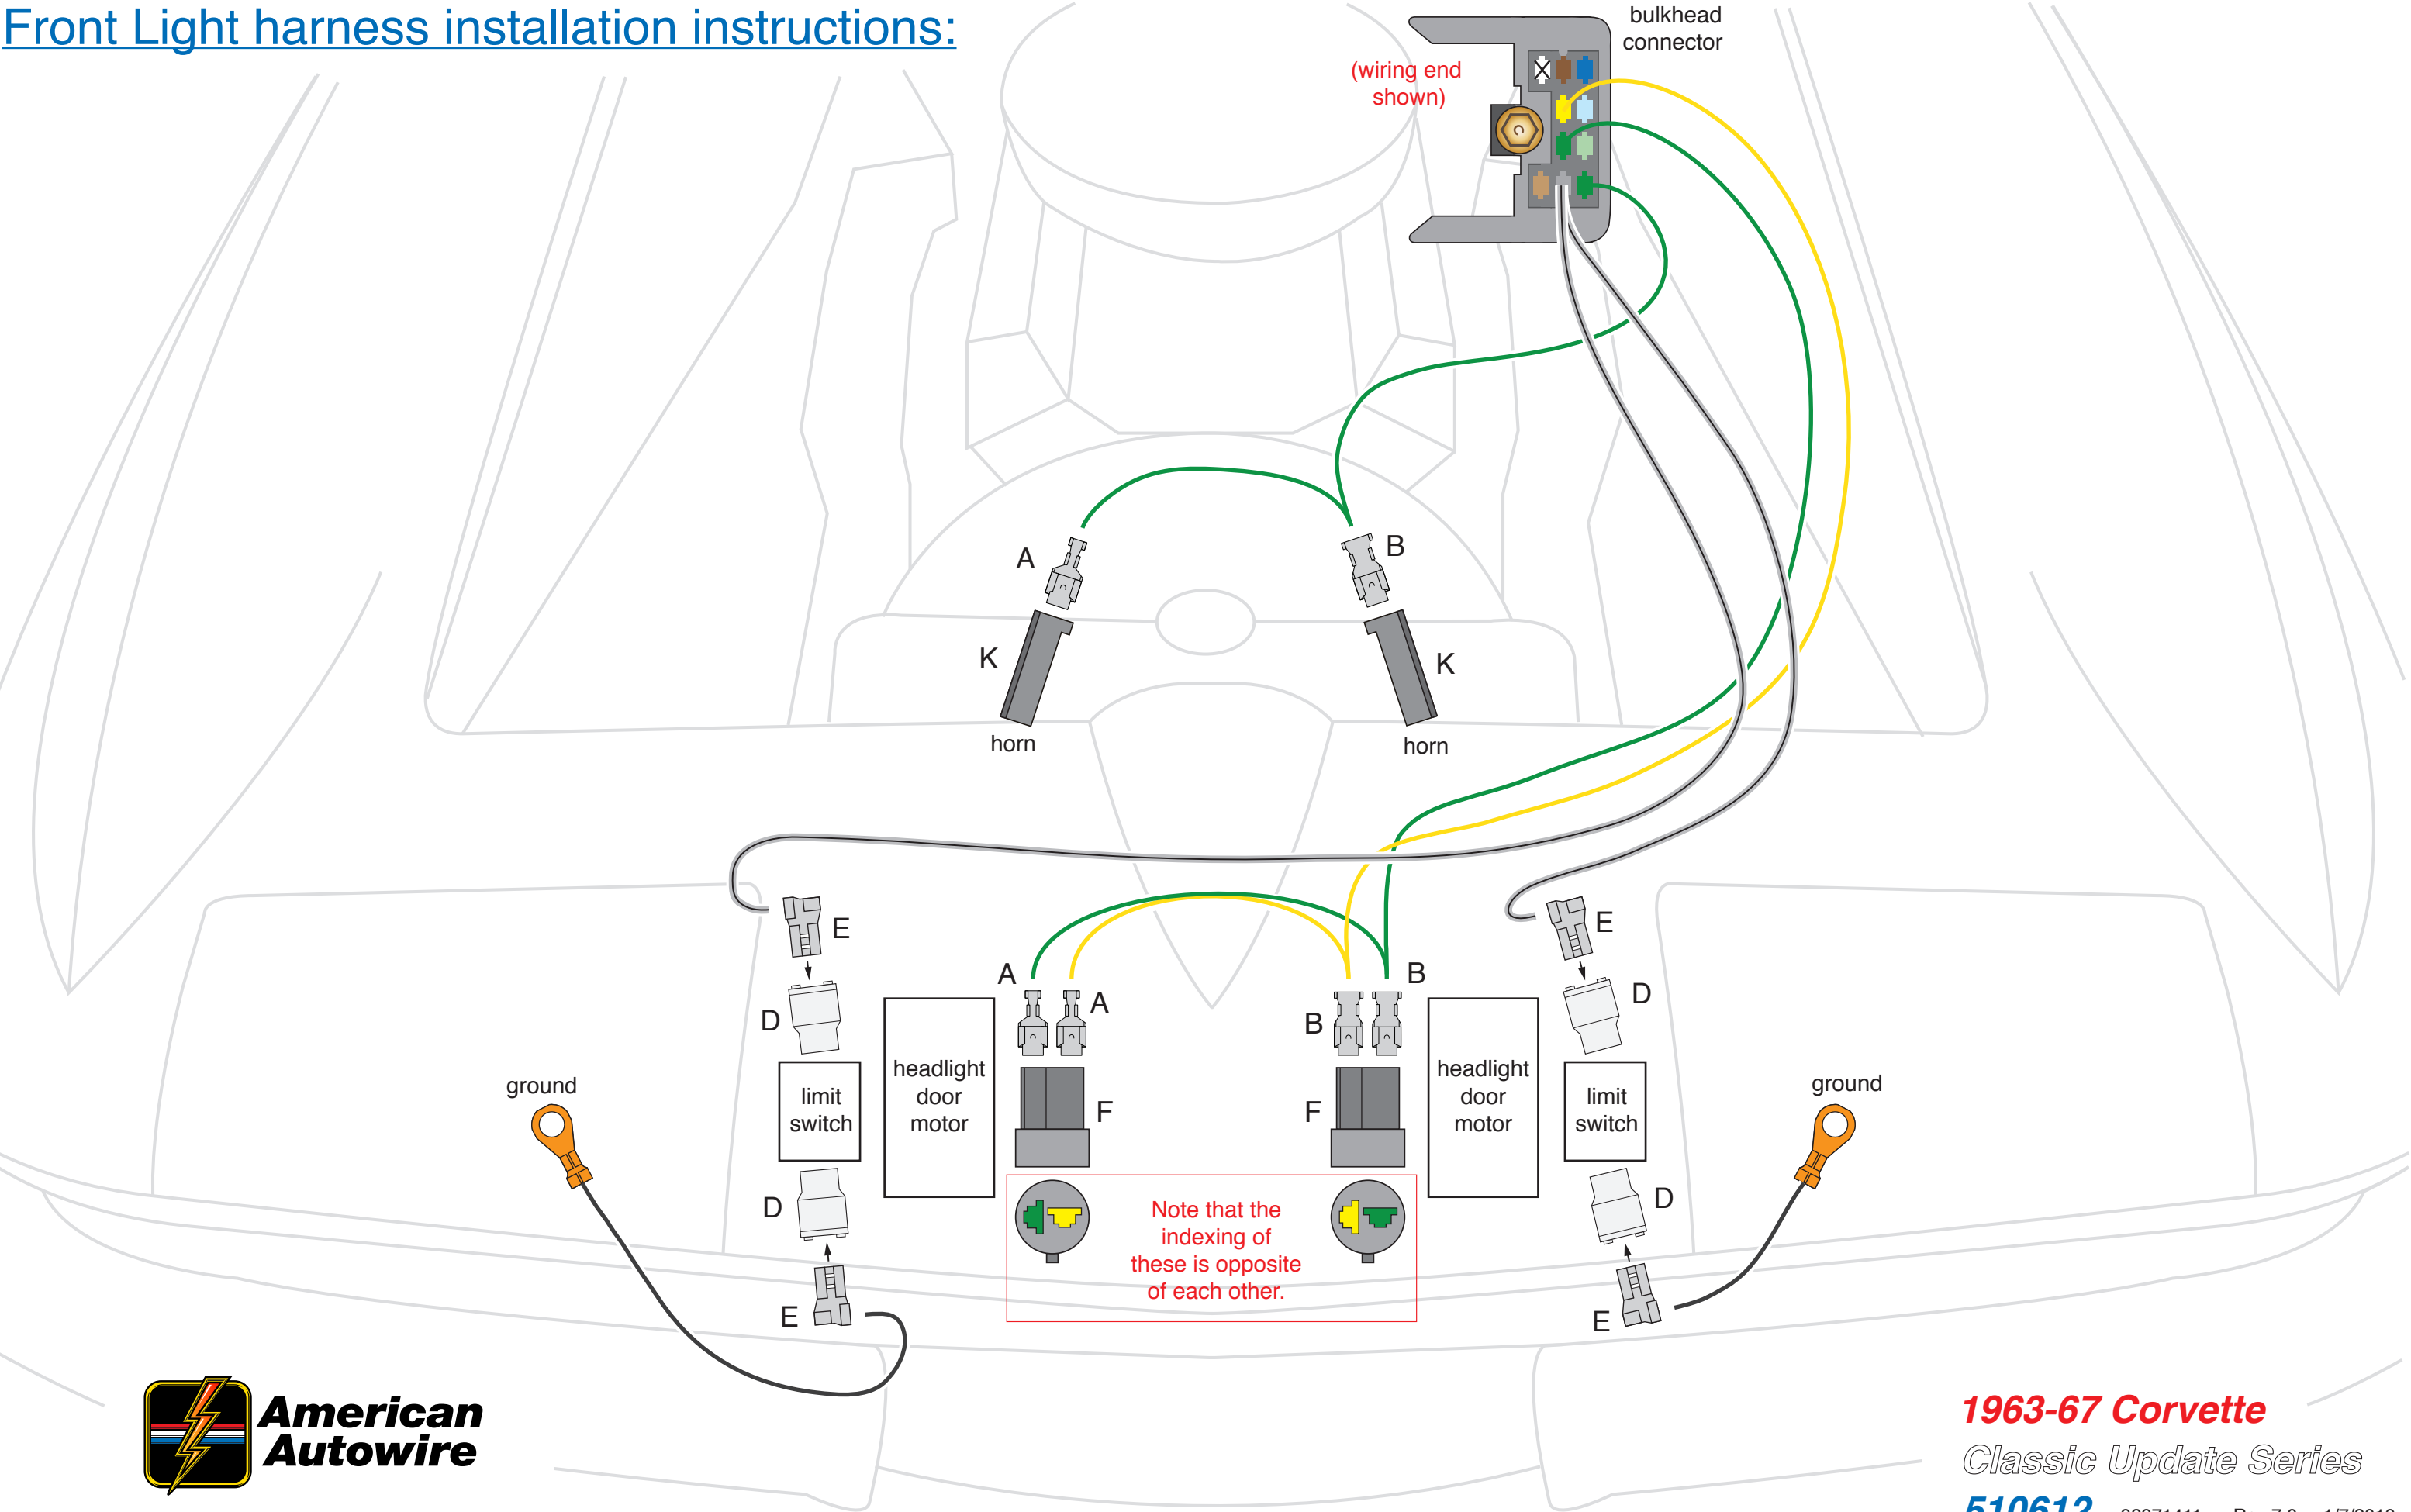 Front Light harness installation instructions:
bulkhead
connector
(wiring end
shown)
A
B
K
K
horn
horn
E
E
A
A
B
B
D
D
headlight
door
motor
headlight
door
motor
limit
switch
limit
switch
F
F
ground
ground
D
D
Note that the
indexing of
these is opposite
of each other.
E
E
American
Autowire
1963-67 Corvette
Classic Update Series
510612